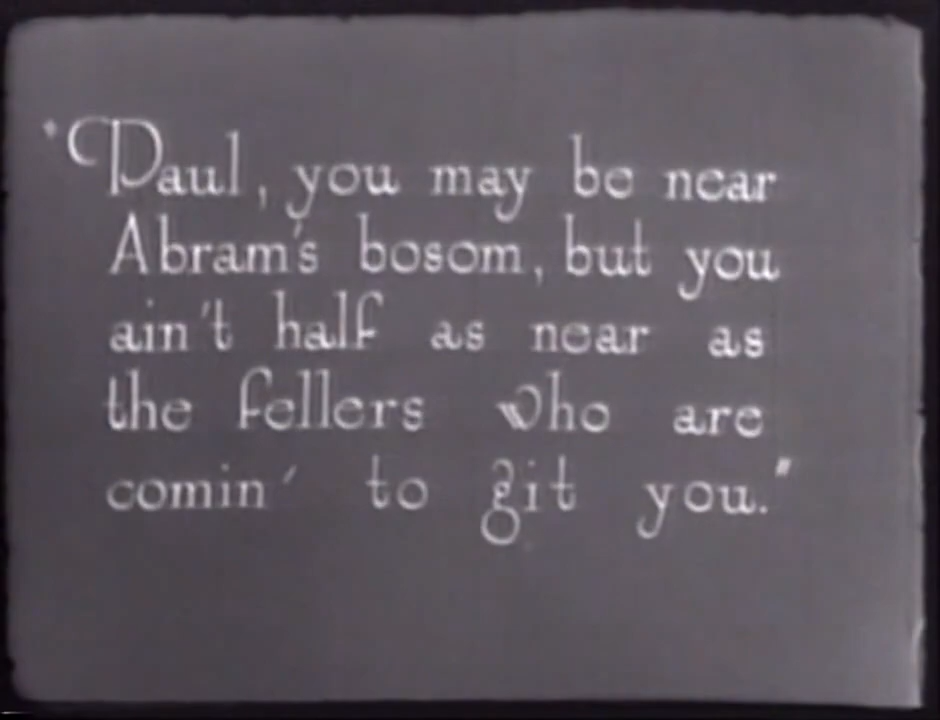 "Paul, you may be near
Abram's bosom, but you
ain't half as near as
the fellers who are
comin' to git you."